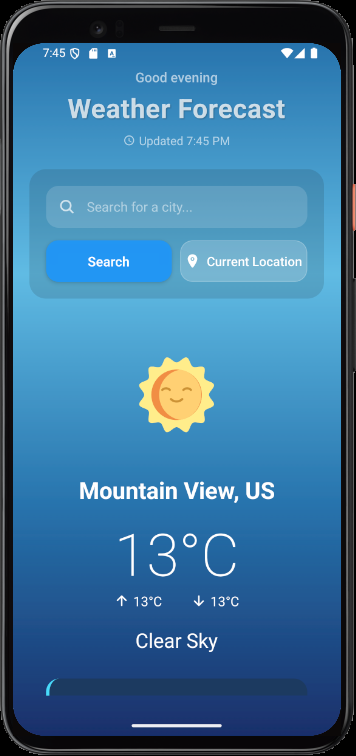 7:45
Good evening
Weather Forecast
Updated 7:45 PM
Search for a city...
Search
Current Location
Mountain View, US
13°C
13°C
13°C
Clear Sky